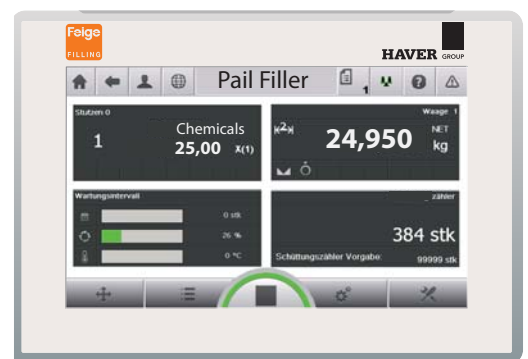 Feige
FILLING
HAVER GROUP
Pail Filler
1
Stutzen 0
1
Chemicals
25,00 X(1)
Waage 1
24,950
NET
kg
Wartungsintervall
0 stk
26 %
0 °C
zähler
384 stk
Schüttungszähler Vorgabe: 99999 stk